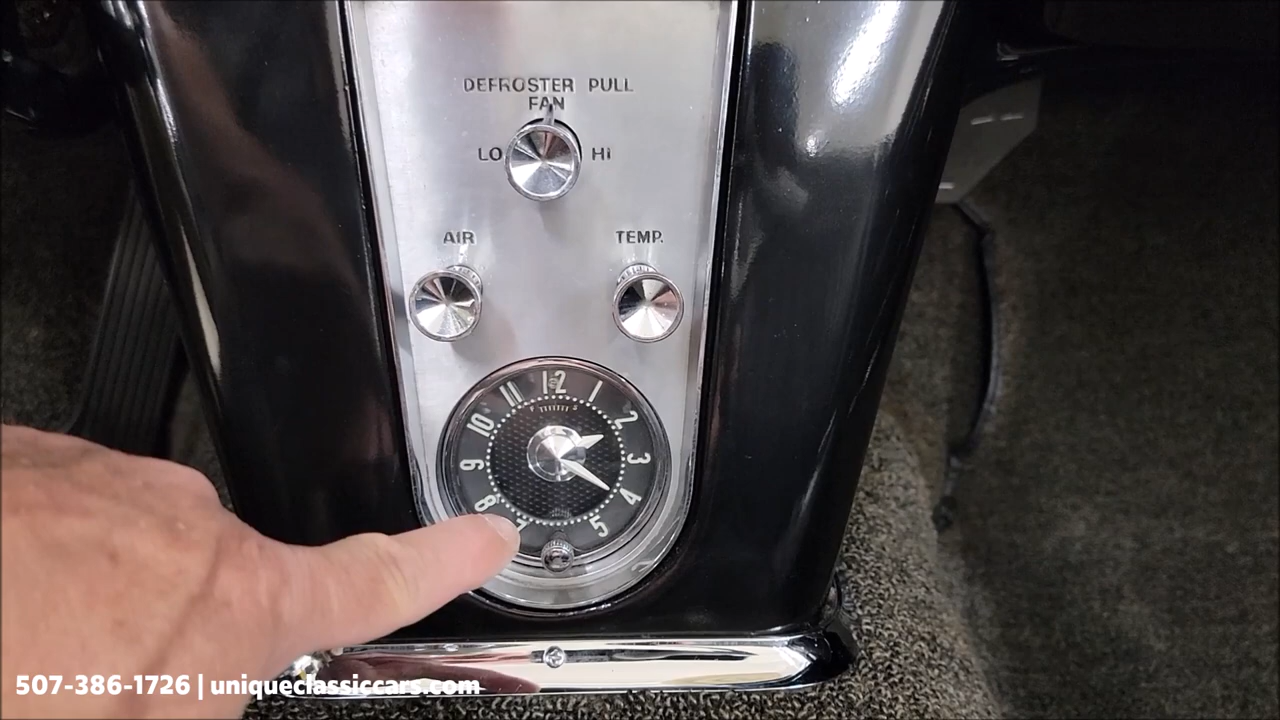 DEFROSTER PULL
FAN
LO HI
AIR TEMP.
12
11 1
10 2
9 3
8 4
7 5
F S
507-386-1726 | uniqueclassiccars.com